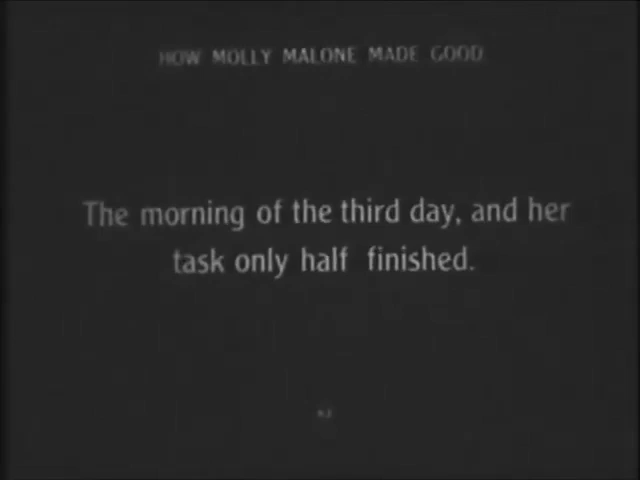 HOW MOLLY MALONE MADE GOOD
The morning of the third day, and her
task only half finished.